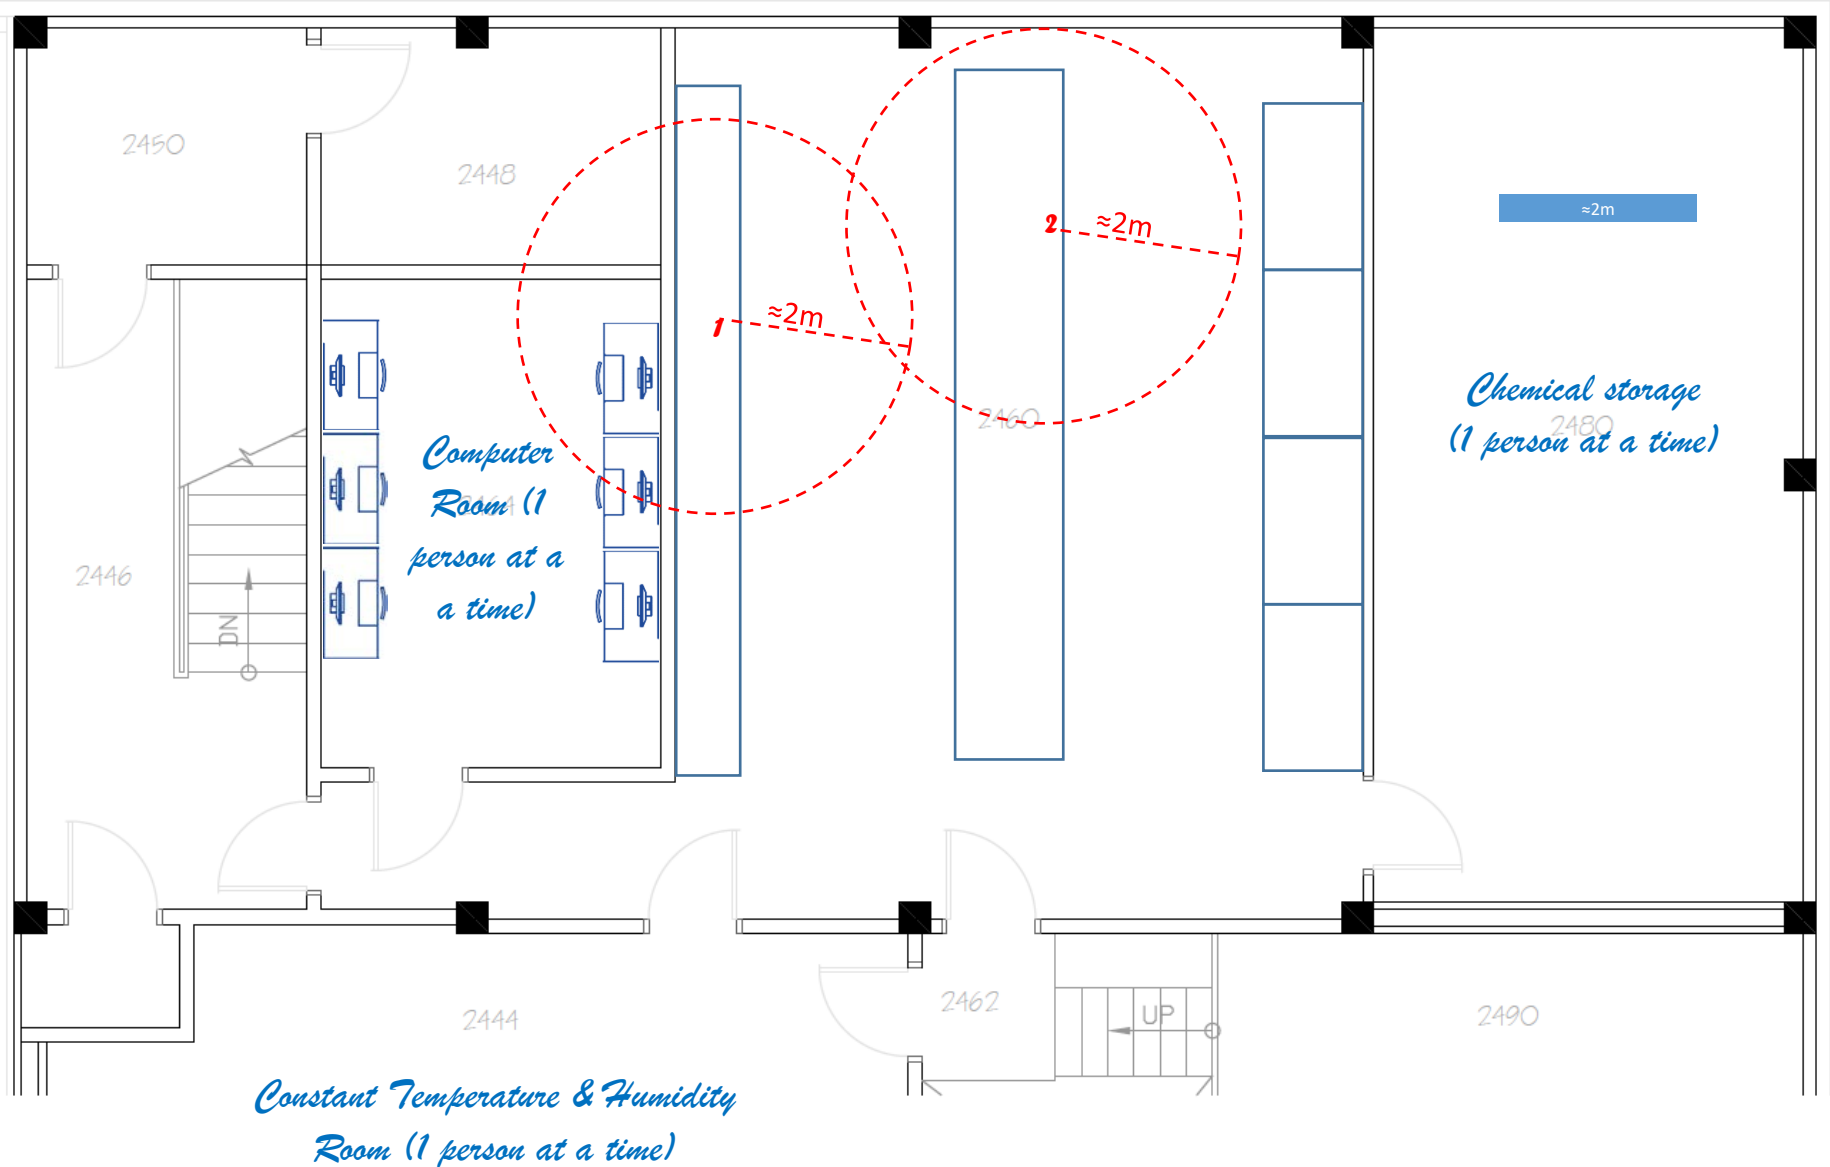 2450
2448
≈2m
2
≈2m
1
≈2m
2460
Chemical storage
2480
(1 person at a time)
Computer
Room (1
person at a
a time)
2446
DN
2444
2462
UP
2490
Constant Temperature & Humidity
Room (1 person at a time)